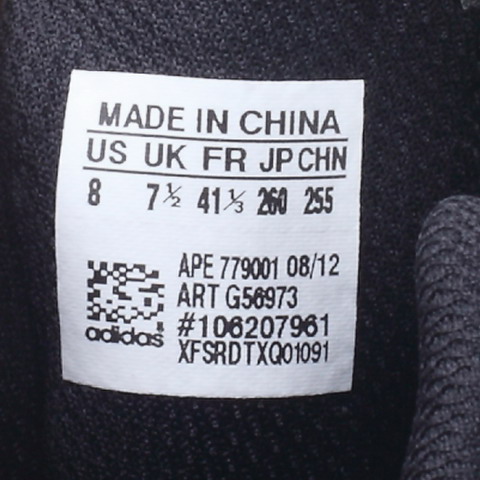 MADE IN CHINA
US UK FR JP CHN
8 7½ 41⅓ 260 255
APE 779001 08/12
ART G56973
#106207961
adidas
XFSRDTXQ01091